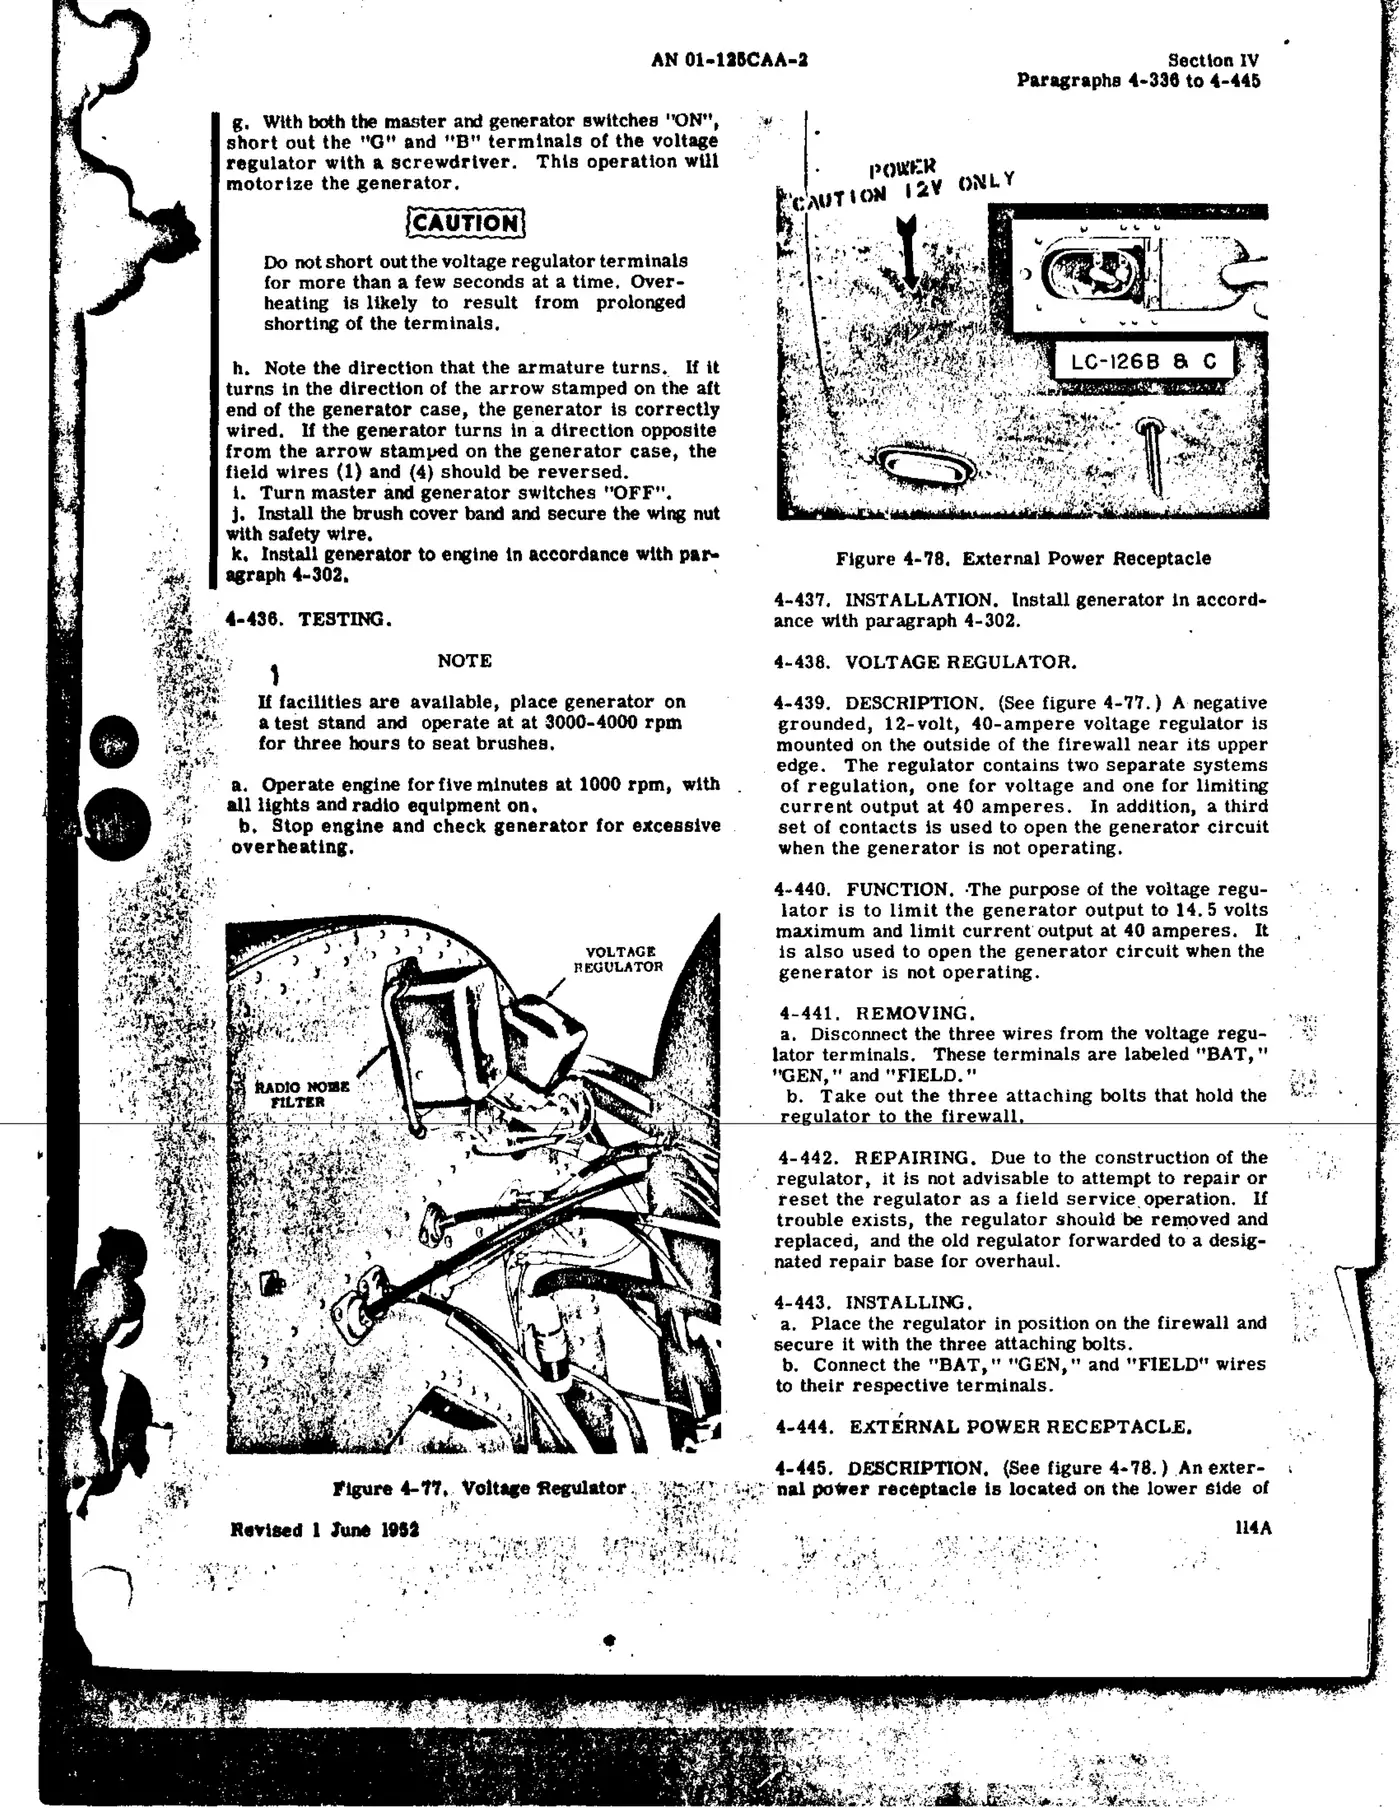 AN 01-125CAA-2
Section IV
Paragraphs 4-336 to 4-445
g. With both the master and generator switches "ON",
short out the "G" and "B" terminals of the voltage
regulator with a screwdriver. This operation will
motorize the generator.
CAUTION
Do not short out the voltage regulator terminals
for more than a few seconds at a time. Over-
heating is likely to result from prolonged
shorting of the terminals.
h. Note the direction that the armature turns. If it
turns in the direction of the arrow stamped on the aft
end of the generator case, the generator is correctly
wired. If the generator turns in a direction opposite
from the arrow stamped on the generator case, the
field wires (1) and (4) should be reversed.
i. Turn master and generator switches "OFF".
j. Install the brush cover band and secure the wing nut
with safety wire.
k. Install generator to engine in accordance with par-
agraph 4-302.
4-436. TESTING.
NOTE
If facilities are available, place generator on
a test stand and operate at at 3000-4000 rpm
for three hours to seat brushes.
a. Operate engine for five minutes at 1000 rpm, with
all lights and radio equipment on.
b. Stop engine and check generator for excessive
overheating.
VOLTAGE
REGULATOR
RADIO NOISE
FILTER
Figure 4-77. Voltage Regulator
POWER
CAUTION 12V ONLY
LC-126B & C
Figure 4-78. External Power Receptacle
4-437. INSTALLATION. Install generator in accord-
ance with paragraph 4-302.
4-438. VOLTAGE REGULATOR.
4-439. DESCRIPTION. (See figure 4-77.) A negative
grounded, 12-volt, 40-ampere voltage regulator is
mounted on the outside of the firewall near its upper
edge. The regulator contains two separate systems
of regulation, one for voltage and one for limiting
current output at 40 amperes. In addition, a third
set of contacts is used to open the generator circuit
when the generator is not operating.
4-440. FUNCTION. The purpose of the voltage regu-
lator is to limit the generator output to 14.5 volts
maximum and limit current output at 40 amperes. It
is also used to open the generator circuit when the
generator is not operating.
4-441. REMOVING.
a. Disconnect the three wires from the voltage regu-
lator terminals. These terminals are labeled "BAT,"
"GEN," and "FIELD."
b. Take out the three attaching bolts that hold the
regulator to the firewall.
4-442. REPAIRING. Due to the construction of the
regulator, it is not advisable to attempt to repair or
reset the regulator as a field service operation. If
trouble exists, the regulator should be removed and
replaced, and the old regulator forwarded to a desig-
nated repair base for overhaul.
4-443. INSTALLING.
a. Place the regulator in position on the firewall and
secure it with the three attaching bolts.
b. Connect the "BAT," "GEN," and "FIELD" wires
to their respective terminals.
4-444. EXTERNAL POWER RECEPTACLE.
4-445. DESCRIPTION. (See figure 4-78.) An exter-
nal power receptacle is located on the lower side of
Revised 1 June 1952
114A